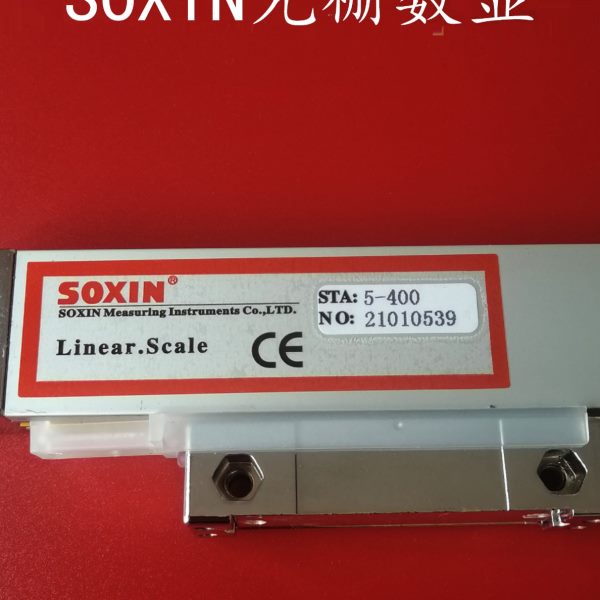 SOXIN光栅数显
SOXIN®
SOXIN Measuring Instruments Co.,LTD.
Linear.Scale
CE
STA: 5-400
NO: 21010539